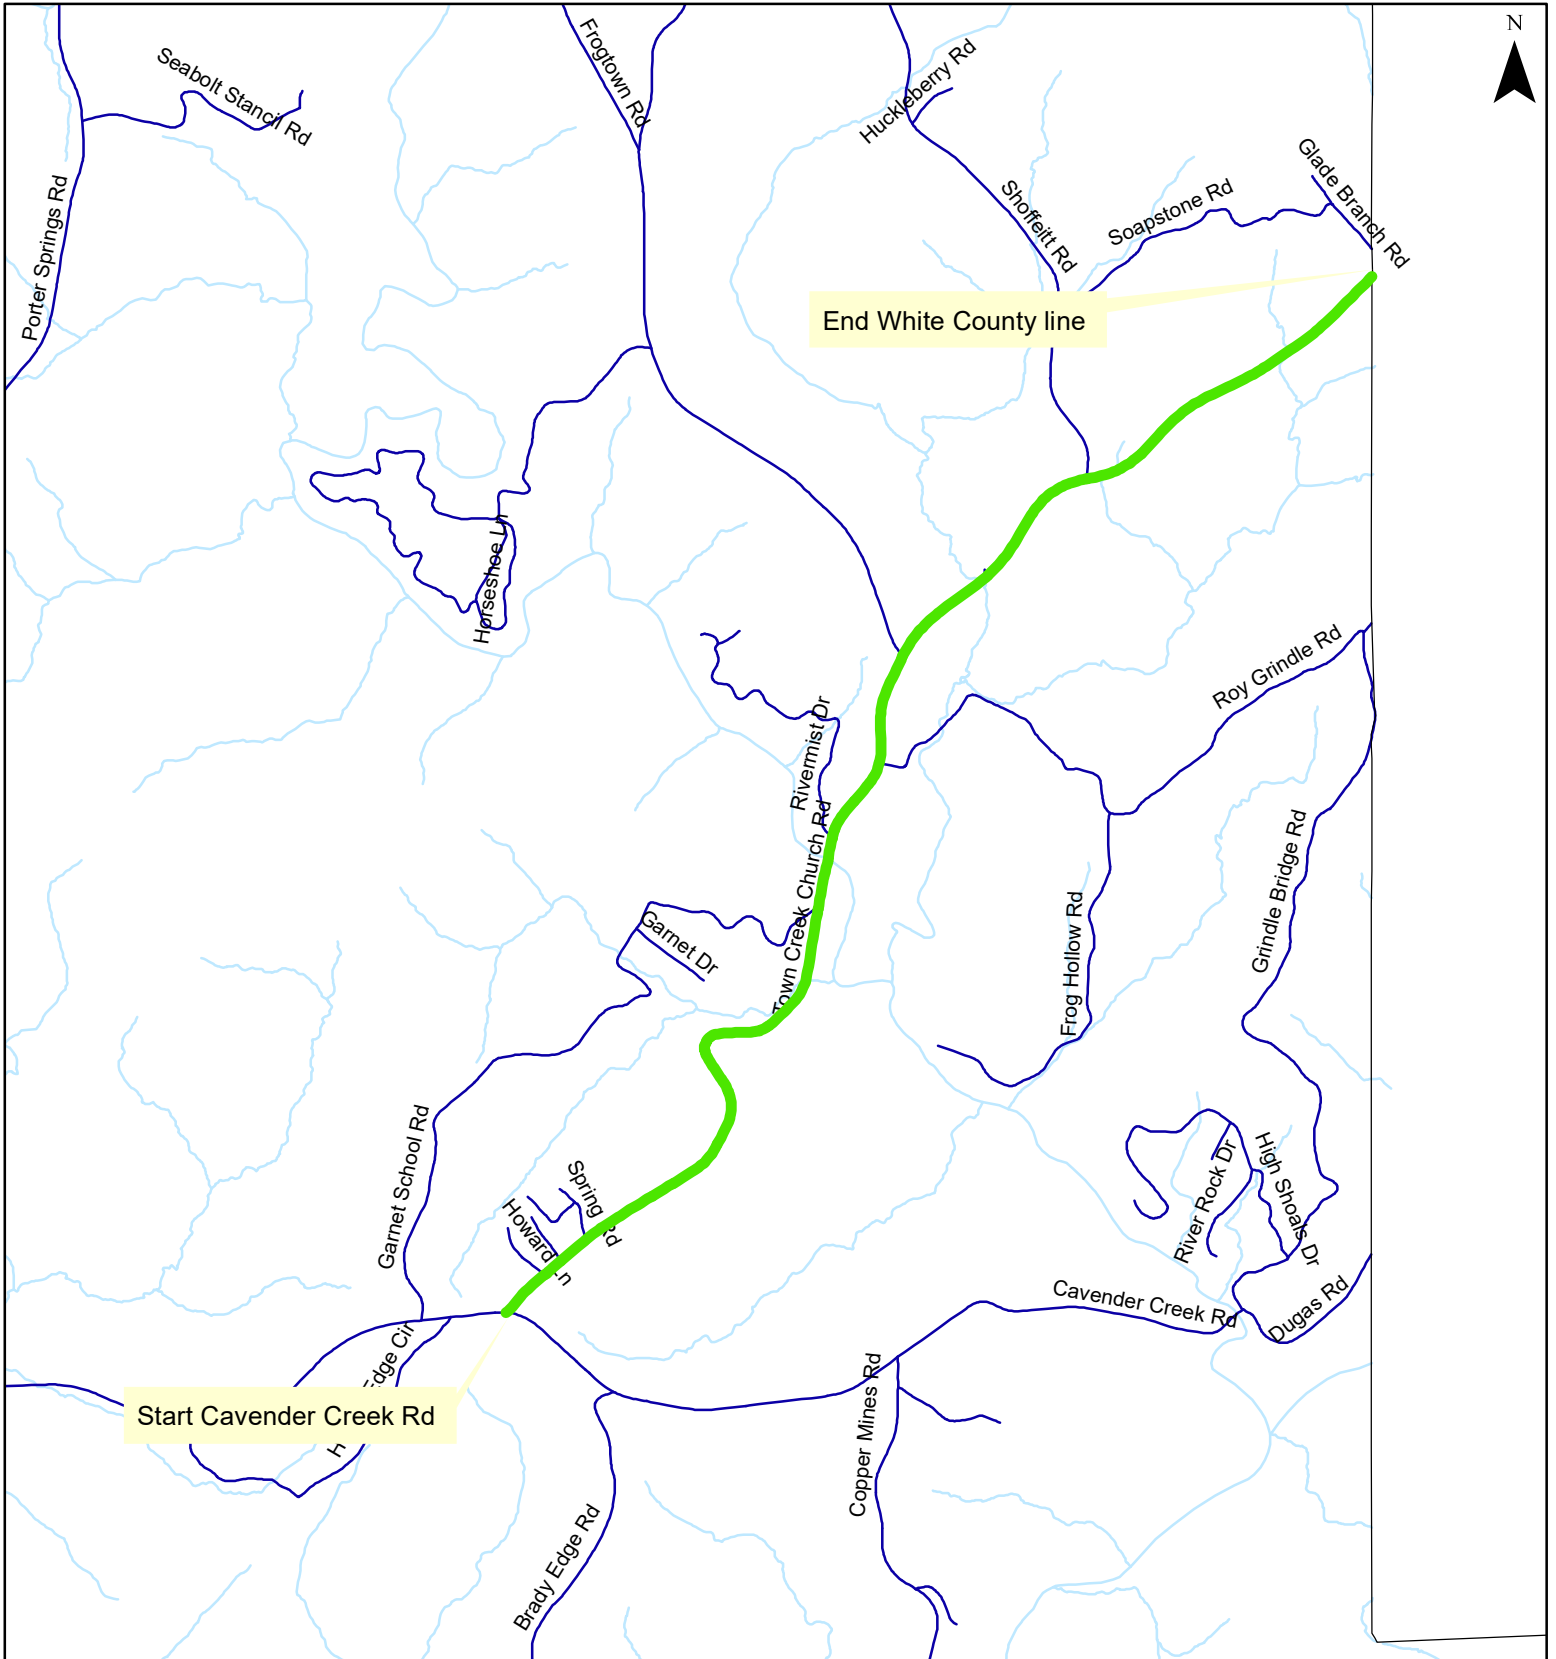 N
Seabolt Stancil Rd
Frogtown Rd
Huckleberry Rd
Glade Branch Rd
Porter Springs Rd
Shoffeitt Rd
Soapstone Rd
End White County line
Horseshoe Ln
Roy Grindle Rd
Rivermist Dr
Town Creek Church Rd
Grindle Bridge Rd
Garnet Dr
Frog Hollow Rd
Garnet School Rd
Spring Rd
Howard Ln
River Rock Dr
High Shoals Dr
Cavender Creek Rd
Dugas Rd
H
Edge Cir
Start Cavender Creek Rd
Copper Mines Rd
Brady Edge Rd